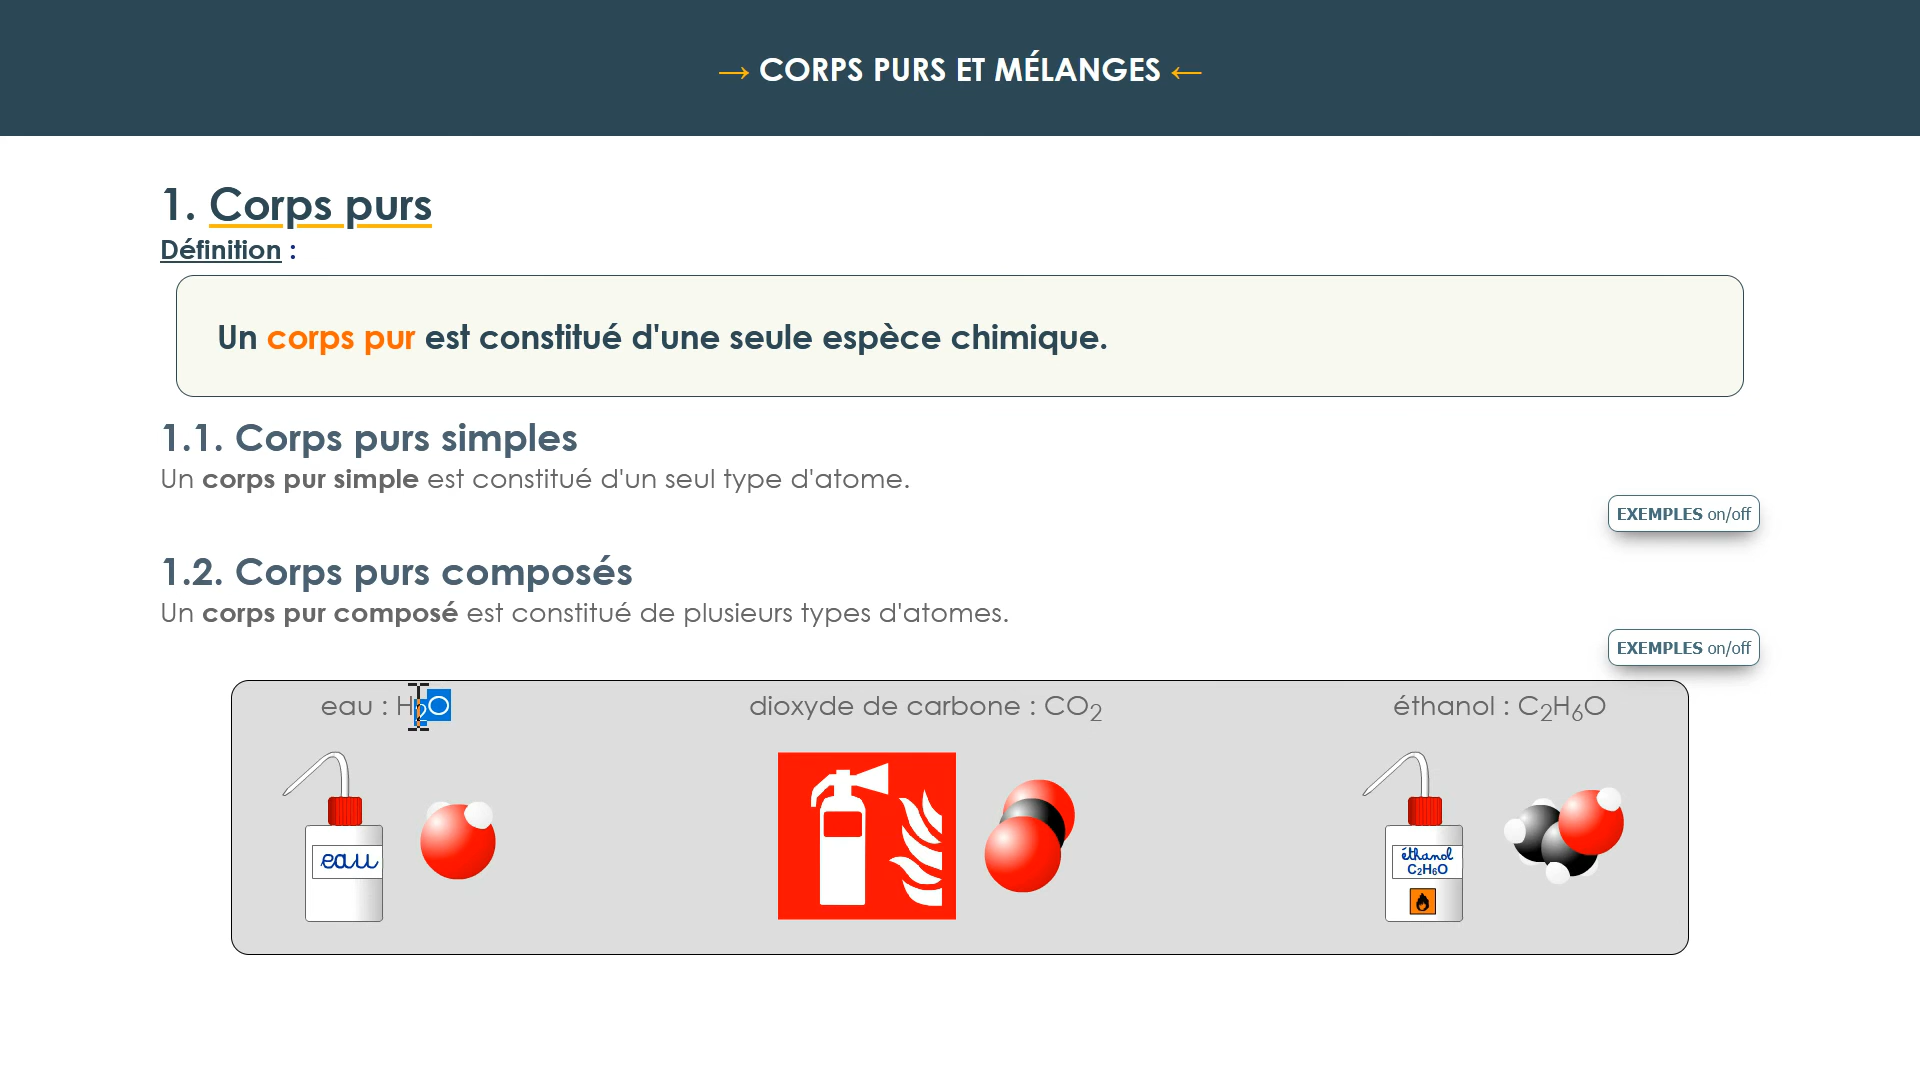 → CORPS PURS ET MÉLANGES ←
1. Corps purs
Définition :
Un corps pur est constitué d'une seule espèce chimique.
1.1. Corps purs simples
Un corps pur simple est constitué d'un seul type d'atome.
EXEMPLES on/off
1.2. Corps purs composés
Un corps pur composé est constitué de plusieurs types d'atomes.
EXEMPLES on/off
eau : H₂O
dioxyde de carbone : CO₂
éthanol : C₂H₆O
eau
éthanol
C₂H₆O